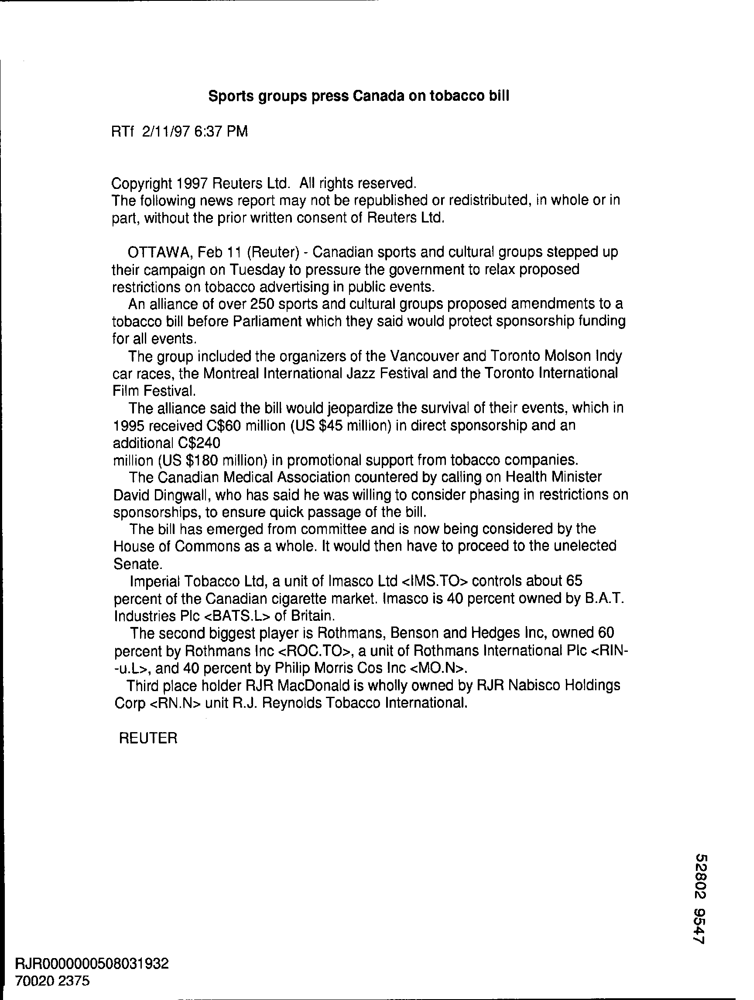 Sports groups press Canada on tobacco bill
RTf 2/11/97 6:37 PM
Copyright 1997 Reuters Ltd. All rights reserved.
The following news report may not be republished or redistributed, in whole or in
part, without the prior written consent of Reuters Ltd.
OTTAWA, Feb 11 (Reuter) - Canadian sports and cultural groups stepped up
their campaign on Tuesday to pressure the government to relax proposed
restrictions on tobacco advertising in public events.
An alliance of over 250 sports and cultural groups proposed amendments to a
tobacco bill before Parliament which they said would protect sponsorship funding
for all events.
The group included the organizers of the Vancouver and Toronto Molson Indy
car races, the Montreal International Jazz Festival and the Toronto International
Film Festival.
The alliance said the bill would jeopardize the survival of their events, which in
1995 received C$60 million (US $45 million) in direct sponsorship and an
additional C$240
million (US $180 million) in promotional support from tobacco companies.
The Canadian Medical Association countered by calling on Health Minister
David Dingwall, who has said he was willing to consider phasing in restrictions on
sponsorships, to ensure quick passage of the bill.
The bill has emerged from committee and is now being considered by the
House of Commons as a whole. It would then have to proceed to the unelected
Senate.
Imperial Tobacco Ltd, a unit of Imasco Ltd <IMS.TO> controls about 65
percent of the Canadian cigarette market. Imasco is 40 percent owned by B.A.T.
Industries Plc <BATS.L> of Britain.
The second biggest player is Rothmans, Benson and Hedges Inc, owned 60
percent by Rothmans Inc <ROC.TO>, a unit of Rothmans International Plc <RIN-
-u.L>, and 40 percent by Philip Morris Cos Inc <MO.N>.
Third place holder RJR MacDonald is wholly owned by RJR Nabisco Holdings
Corp <RN.N> unit R.J. Reynolds Tobacco International.
REUTER
52802 9547
RJR0000000508031932
70020 2375